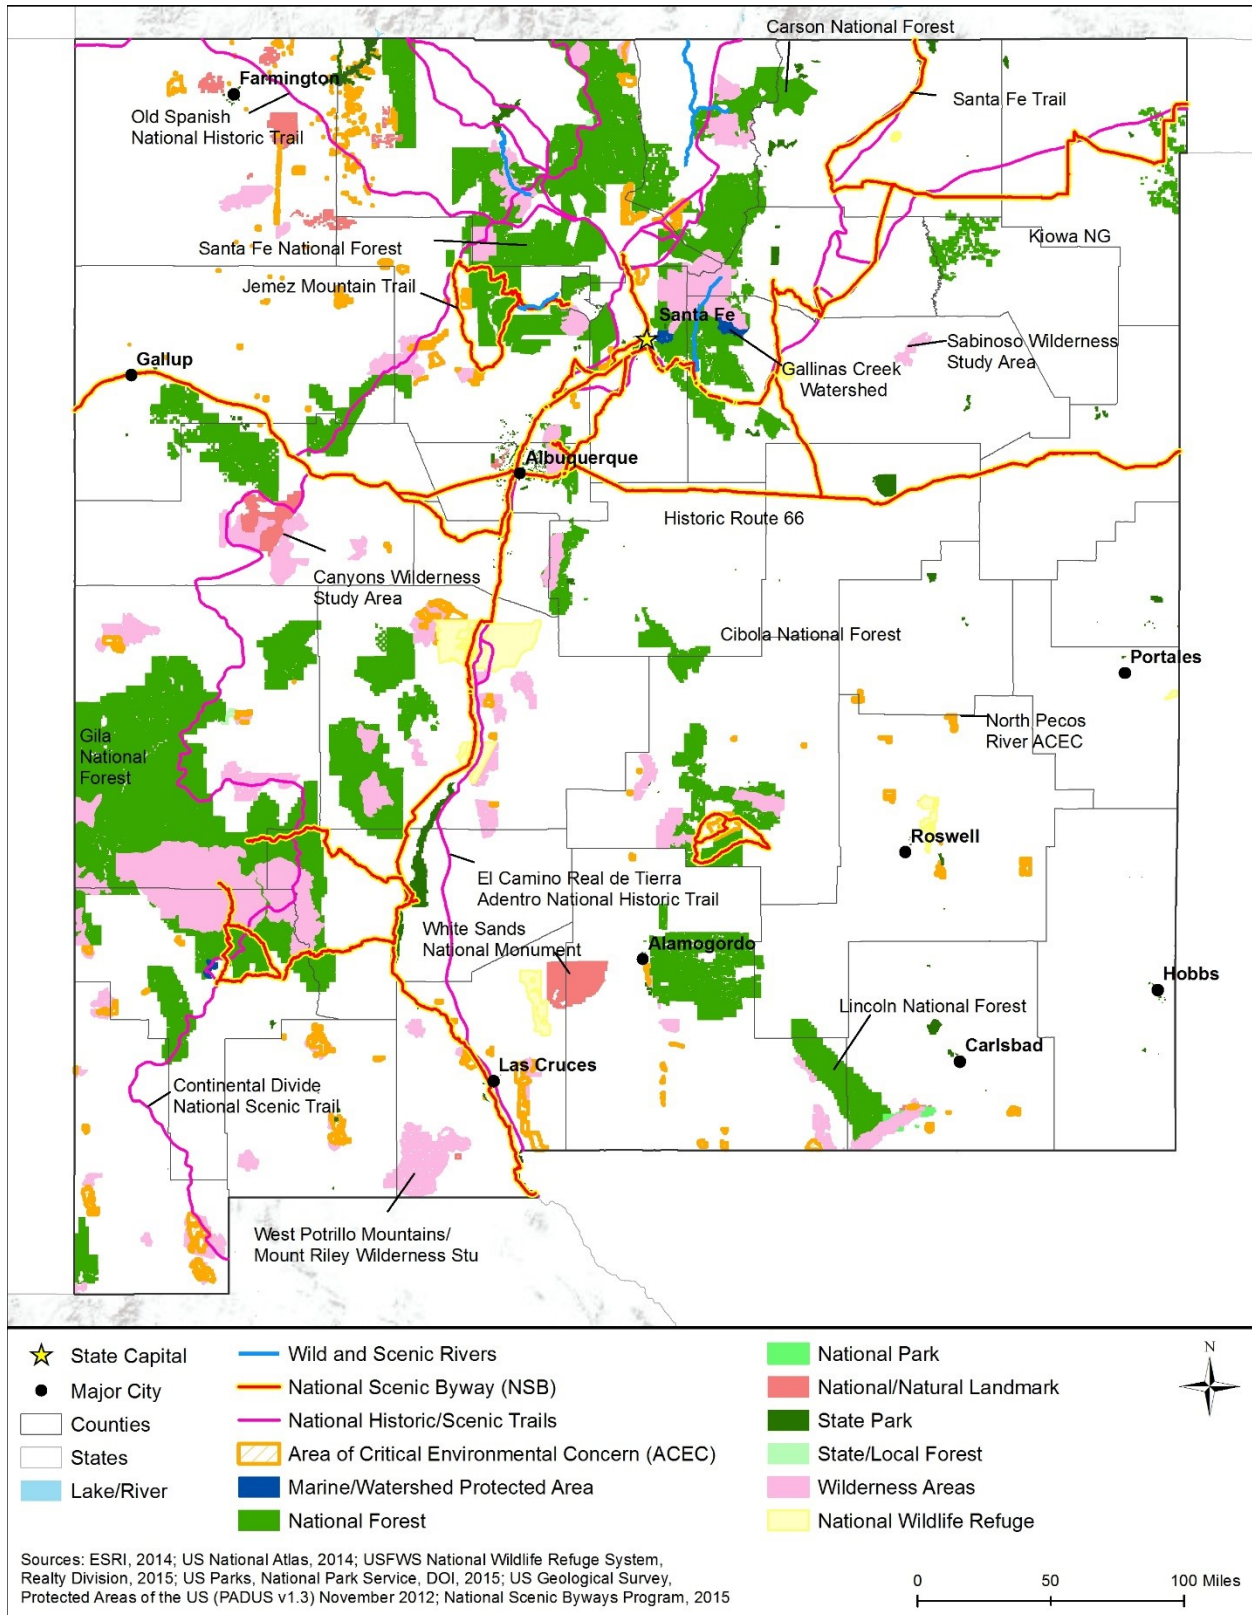 Carson National Forest
Farmington
Old Spanish
National Historic Trail
Santa Fe Trail
Santa Fe National Forest
Kiowa NG
Jemez Mountain Trail
Santa Fe
Gallup
Gallinas Creek
Watershed
Sabinoso Wilderness
Study Area
Albuquerque
Historic Route 66
Canyons Wilderness
Study Area
Cibola National Forest
Portales
Gila
National
Forest
North Pecos
River ACEC
Roswell
El Camino Real de Tierra
Adentro National Historic Trail
White Sands
National Monument
Alamogordo
Hobbs
Lincoln National Forest
Carlsbad
Las Cruces
Continental Divide
National Scenic Trail
West Potrillo Mountains/
Mount Riley Wilderness Stu
State Capital
Major City
Counties
States
Lake/River
Wild and Scenic Rivers
National Scenic Byway (NSB)
National Historic/Scenic Trails
Area of Critical Environmental Concern (ACEC)
Marine/Watershed Protected Area
National Forest
National Park
National/Natural Landmark
State Park
State/Local Forest
Wilderness Areas
National Wildlife Refuge
N
Sources: ESRI, 2014; US National Atlas, 2014; USFWS National Wildlife Refuge System,
Realty Division, 2015; US Parks, National Park Service, DOI, 2015; US Geological Survey,
Protected Areas of the US (PADUS v1.3) November 2012; National Scenic Byways Program, 2015
0 50 100 Miles